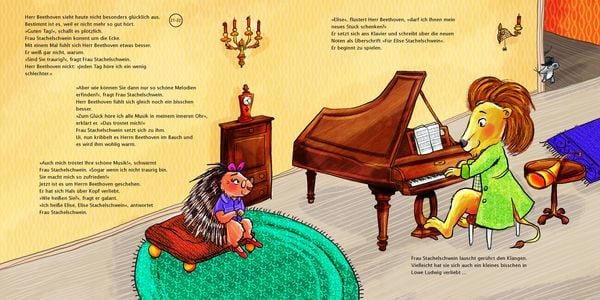 Herr Beethoven sieht heute nicht besonders glücklich aus.
Bestimmt ist es, weil er nicht mehr so gut hört.
»Guten Tag!«, schallt es plötzlich.
Frau Stachelschwein kommt um die Ecke.
Mit einem Mal fühlt sich Herr Beethoven etwas besser.
Er weiß gar nicht, warum.
»Sind Sie traurig?«, fragt Frau Stachelschwein.
Herr Beethoven nickt: »Jeden Tag höre ich ein wenig
schlechter.«
21–22
»Aber wie können Sie dann nur so schöne Melodien
erfinden?«, fragt Frau Stachelschwein.
Herr Beethoven fühlt sich gleich noch ein bisschen
besser.
»Zum Glück höre ich alle Musik in meinem inneren Ohr«,
erklärt er. »Das tröstet mich!«
Frau Stachelschwein setzt sich zu ihm.
Ui, nun kribbelt es Herrn Beethoven im Bauch und
es wird ihm wohlig warm.
»Auch mich tröstet Ihre schöne Musik!«, schwärmt
Frau Stachelschwein. »Sogar wenn ich nicht traurig bin.
Sie macht mich so zufrieden!«
Jetzt ist es um Herrn Beethoven geschehen.
Er hat sich Hals über Kopf verliebt.
»Wie heißen Sie?«, fragt er galant.
»Ich heiße Elise, Elise Stachelschwein«, antwortet
Frau Stachelschwein.
»Elise«, flüstert Herr Beethoven, »darf ich Ihnen mein
neues Stück schenken?«
Er setzt sich ans Klavier und schreibt über die neuen
Noten als Überschrift »Für Elise Stachelschwein«.
Er beginnt zu spielen.
Frau Stachelschwein lauscht gerührt den Klängen.
Vielleicht hat sie sich auch ein kleines bisschen in
Löwe Ludwig verliebt ...